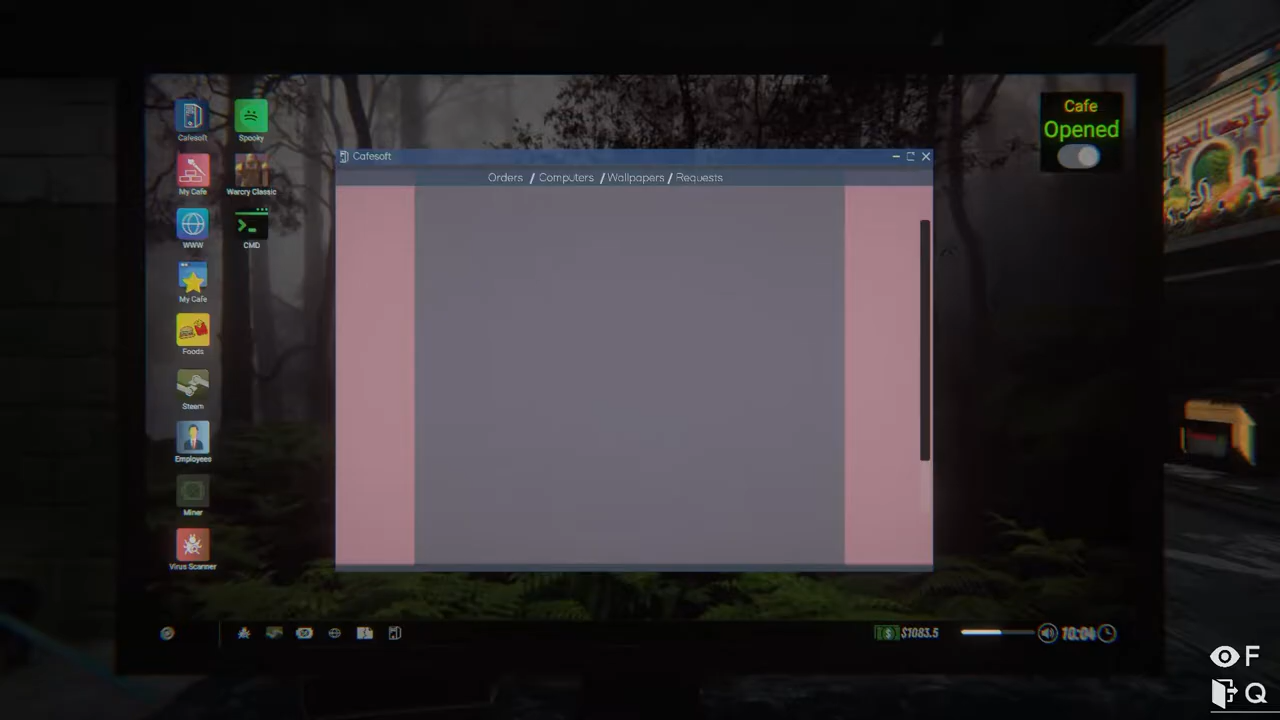 Cafesoft
Spooky
My Cafe
Warcry Classic
WWW
CMD
My Cafe
Foods
Steam
Employees
Miner
Virus Scanner
Cafesoft
Orders / Computers / Wallpapers / Requests
Cafe
Opened
$1083.5
10:04
F
Q